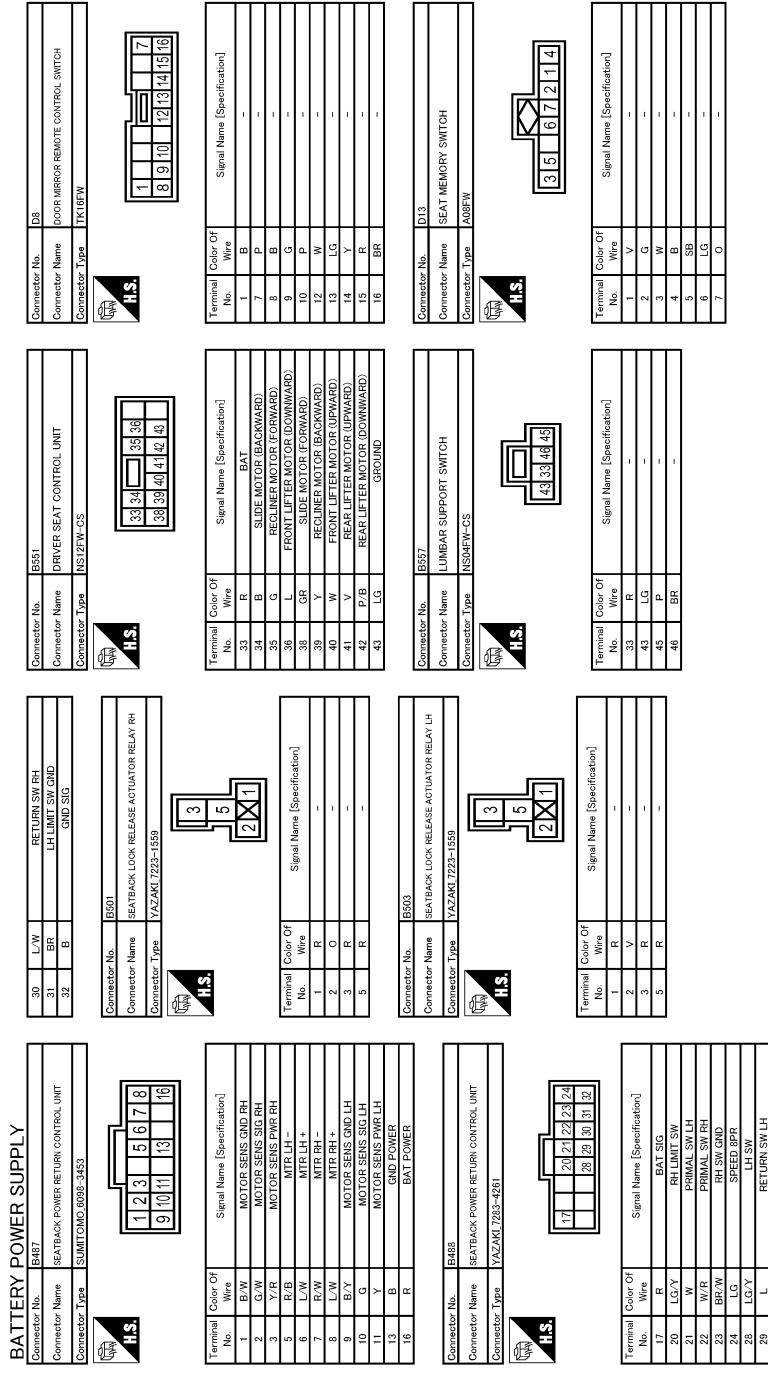 BATTERY POWER SUPPLY
Connector No. B487
Connector Name SEATBACK POWER RETURN CONTROL UNIT
Connector Type SUMITOMO_6098-3453
H.S.
1 2 3 5 6 7 8
9 10 11 13 16
Terminal No. Color Of Wire Signal Name [Specification]
1 B/W MOTOR SENS GND RH
2 G/W MOTOR SENS SIG RH
3 Y/R MOTOR SENS PWR RH
5 R/B MTR LH -
6 L/W MTR LH +
7 R/W MTR RH -
8 L/W MTR RH +
9 B/Y MOTOR SENS GND LH
10 G MOTOR SENS SIG LH
11 Y MOTOR SENS PWR LH
13 B GND POWER
16 R BAT POWER
Connector No. B488
Connector Name SEATBACK POWER RETURN CONTROL UNIT
Connector Type YAZAKI_7283-4261
H.S.
17 20 21 22 23 24
28 29 30 31 32
Terminal No. Color Of Wire Signal Name [Specification]
17 R BAT SIG
20 LG/Y RH LIMIT SW
21 W PRIMAL SW LH
22 W/R PRIMAL SW RH
23 BR/W RH SW GND
24 LG SPEED 8PR
28 LG/Y LH SW
29 L RETURN SW LH
30 L/W RETURN SW RH
31 BR LH LIMIT SW GND
32 B GND SIG
Connector No. B501
Connector Name SEATBACK LOCK RELEASE ACTUATOR RELAY RH
Connector Type YAZAKI_7223-1559
H.S.
3
5
2 1
Terminal No. Color Of Wire Signal Name [Specification]
1 R -
2 O -
3 R -
5 R -
Connector No. B503
Connector Name SEATBACK LOCK RELEASE ACTUATOR RELAY LH
Connector Type YAZAKI_7223-1559
H.S.
3
5
2 1
Terminal No. Color Of Wire Signal Name [Specification]
1 R -
2 V -
3 R -
5 R -
Connector No. B551
Connector Name DRIVER SEAT CONTROL UNIT
Connector Type NS12FW-CS
H.S.
33 34 35 36
38 39 40 41 42 43
Terminal No. Color Of Wire Signal Name [Specification]
33 R BAT
34 B SLIDE MOTOR (BACKWARD)
35 G RECLINER MOTOR (FORWARD)
36 L FRONT LIFTER MOTOR (DOWNWARD)
38 GR SLIDE MOTOR (FORWARD)
39 Y RECLINER MOTOR (BACKWARD)
40 W FRONT LIFTER MOTOR (UPWARD)
41 V REAR LIFTER MOTOR (UPWARD)
42 P/B REAR LIFTER MOTOR (DOWNWARD)
43 LG GROUND
Connector No. B557
Connector Name LUMBAR SUPPORT SWITCH
Connector Type NS04FW-CS
H.S.
43 33 46 45
Terminal No. Color Of Wire Signal Name [Specification]
33 R -
43 LG -
45 P -
46 BR -
Connector No. D8
Connector Name DOOR MIRROR REMOTE CONTROL SWITCH
Connector Type TK16FW
H.S.
1 7
8 9 10 12 13 14 15 16
Terminal No. Color Of Wire Signal Name [Specification]
1 B -
7 P -
8 B -
9 G -
10 P -
12 W -
13 LG -
14 Y -
15 R -
16 BR -
Connector No. D13
Connector Name SEAT MEMORY SWITCH
Connector Type A08FW
H.S.
3 5 6 7 2 1 4
Terminal No. Color Of Wire Signal Name [Specification]
1 V -
2 G -
3 W -
4 B -
5 SB -
6 LG -
7 O -